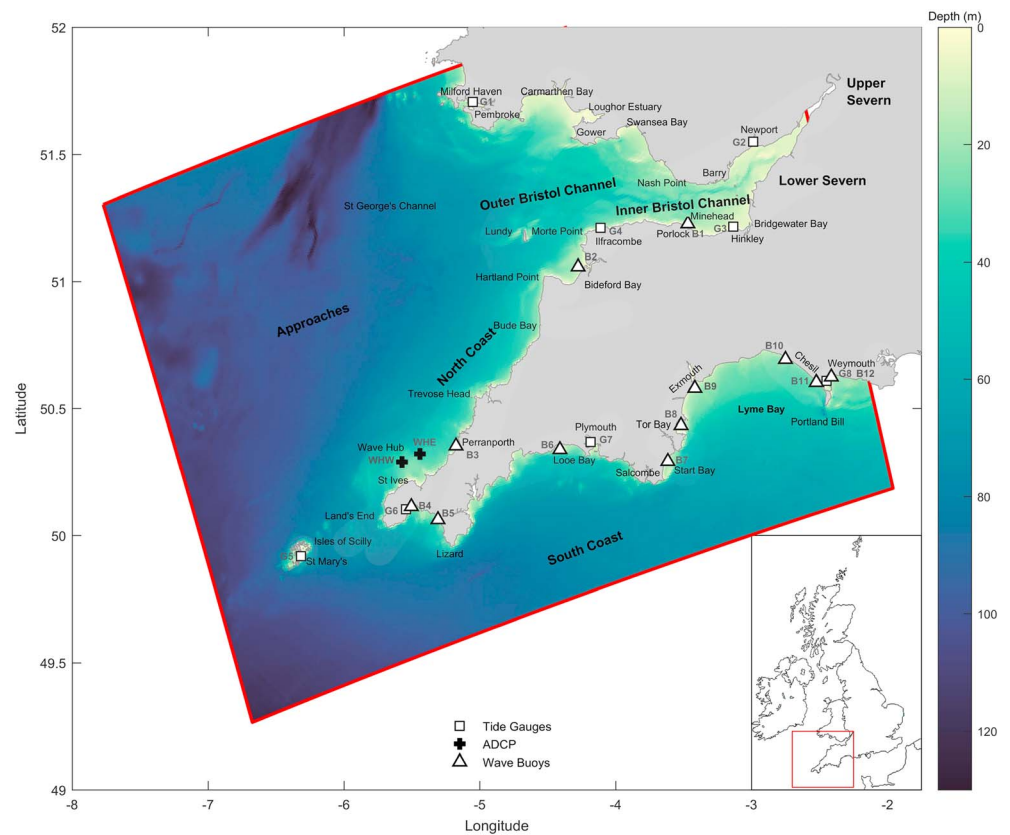 Depth (m)
52
0
Upper
Severn
Milford Haven
G1
Carmarthen Bay
Pembroke
Loughor Estuary
Swansea Bay
Gower
20
Newport
G2
51.5
Barry
Nash Point
Lower Severn
Outer Bristol Channel
Inner Bristol Channel
St George's Channel
Minehead
Bridgewater Bay
Lundy
Morte Point
G4
Porlock
B1
G3
Ilfracombe
Hinkley
B2
40
51
Hartland Point
Bideford Bay
Approaches
Bude Bay
North Coast
B10
Chesil
Weymouth
G8 B12
B11
60
Exmouth
B9
Trevose Head
50.5
B8
Lyme Bay
Tor Bay
Portland Bill
Plymouth
G7
WHE
Wave Hub
WHW
Perranporth
B3
B6
Looe Bay
B7
Start Bay
Salcombe
St Ives
80
G6
B4
B5
Land's End
50
Isles of Scilly
Lizard
South Coast
St Mary's
100
49.5
Tide Gauges
ADCP
Wave Buoys
120
49
-8
-7
-6
-5
-4
-3
-2
Latitude
Longitude